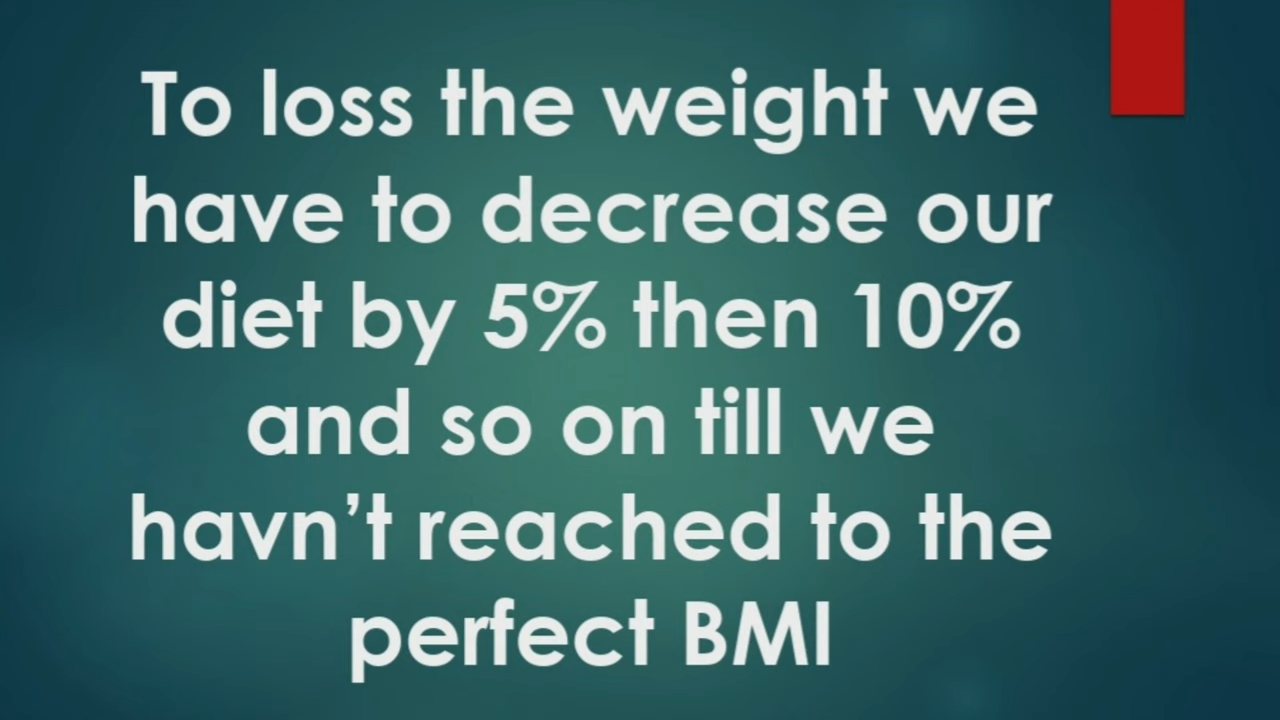 To loss the weight we
have to decrease our
diet by 5% then 10%
and so on till we
havn’t reached to the
perfect BMI